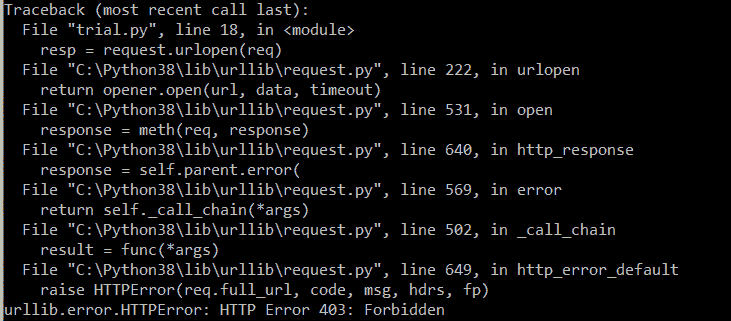 Traceback (most recent call last):
  File "trial.py", line 18, in <module>
    resp = request.urlopen(req)
  File "C:\Python38\lib\urllib\request.py", line 222, in urlopen
    return opener.open(url, data, timeout)
  File "C:\Python38\lib\urllib\request.py", line 531, in open
    response = meth(req, response)
  File "C:\Python38\lib\urllib\request.py", line 640, in http_response
    response = self.parent.error(
  File "C:\Python38\lib\urllib\request.py", line 569, in error
    return self._call_chain(*args)
  File "C:\Python38\lib\urllib\request.py", line 502, in _call_chain
    result = func(*args)
  File "C:\Python38\lib\urllib\request.py", line 649, in http_error_default
    raise HTTPError(req.full_url, code, msg, hdrs, fp)
urllib.error.HTTPError: HTTP Error 403: Forbidden